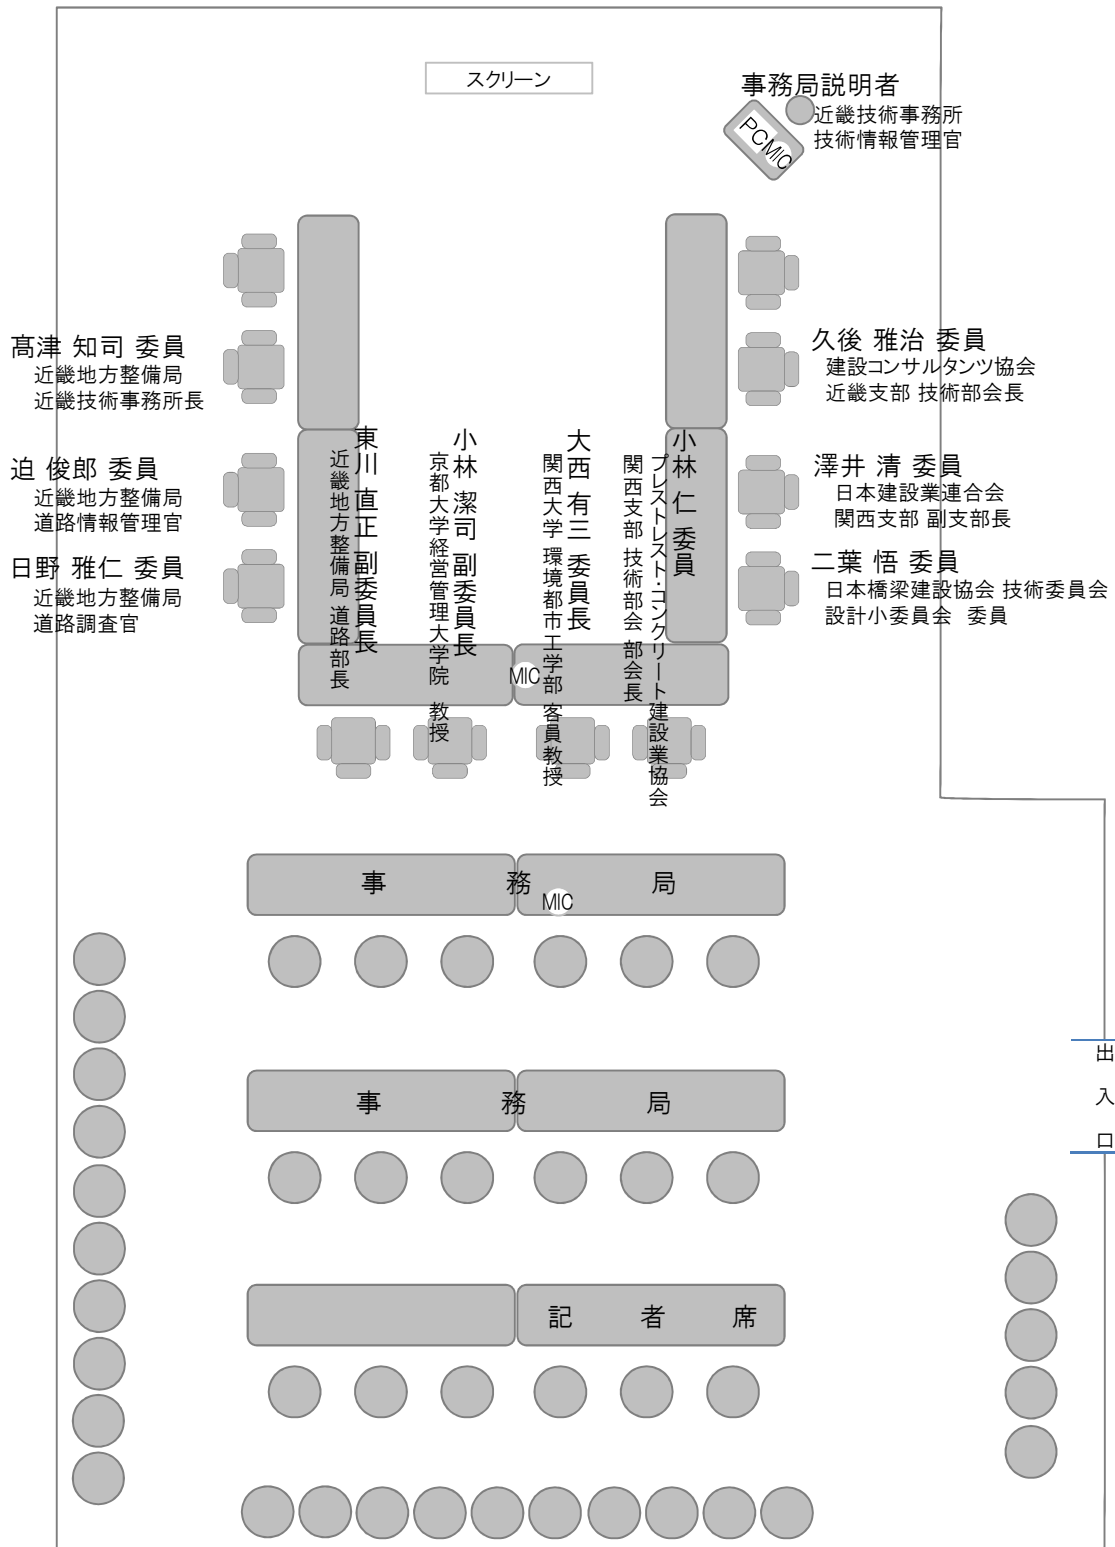 スクリーン
事務局説明者
近畿技術事務所
技術情報管理官
PC
MIC
髙津 知司 委員
近畿地方整備局
近畿技術事務所長
迫 俊郎 委員
近畿地方整備局
道路情報管理官
日野 雅仁 委員
近畿地方整備局
道路調査官
東川 直正 副委員長
近畿地方整備局 道路部長
小林 潔司 副委員長
京都大学経営管理大学院 教授
大西 有三 委員長
関西大学 環境都市工学部 客員教授
小林 仁 委員
プレストレスト・コンクリート建設業協会
関西支部 技術部会 部会長
久後 雅治 委員
建設コンサルタンツ協会
近畿支部 技術部会長
澤井 清 委員
日本建設業連合会
関西支部 副支部長
二葉 悟 委員
日本橋梁建設協会 技術委員会
設計小委員会 委員
MIC
事 務 局
MIC
出 入 口
事 務 局
記 者 席